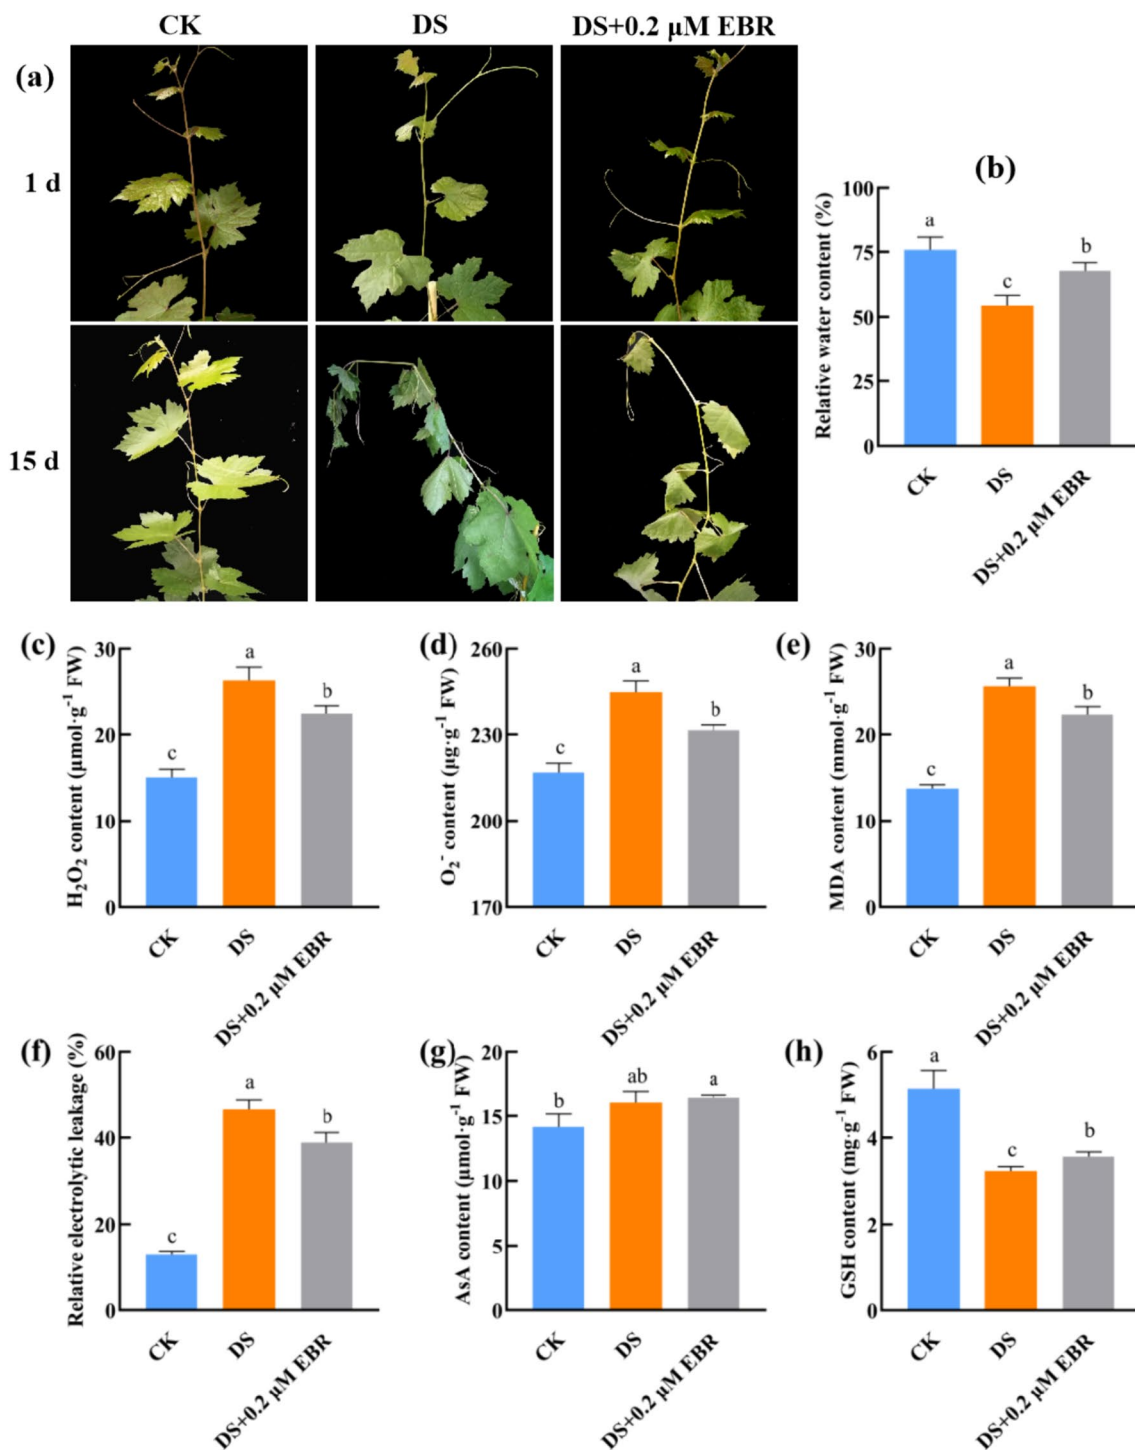 CK DS DS+0.2 μM EBR
(a)
1 d
15 d
(b)
Relative water content (%)
100
75
50
25
0
a
c
b
CK
DS
DS+0.2 μM EBR
(c)
H₂O₂ content (μmol·g⁻¹ FW)
30
20
10
0
c
a
b
CK
DS
DS+0.2 μM EBR
(d)
O₂⁻ content (μg·g⁻¹ FW)
260
230
200
170
c
a
b
CK
DS
DS+0.2 μM EBR
(e)
MDA content (mmol·g⁻¹ FW)
30
20
10
0
c
a
b
CK
DS
DS+0.2 μM EBR
(f)
Relative electrolytic leakage (%)
60
40
20
0
c
a
b
CK
DS
DS+0.2 μM EBR
(g)
AsA content (μmol·g⁻¹ FW)
20
15
10
5
0
b
ab
a
CK
DS
DS+0.2 μM EBR
(h)
GSH content (mg·g⁻¹ FW)
6
4
2
0
a
c
b
CK
DS
DS+0.2 μM EBR